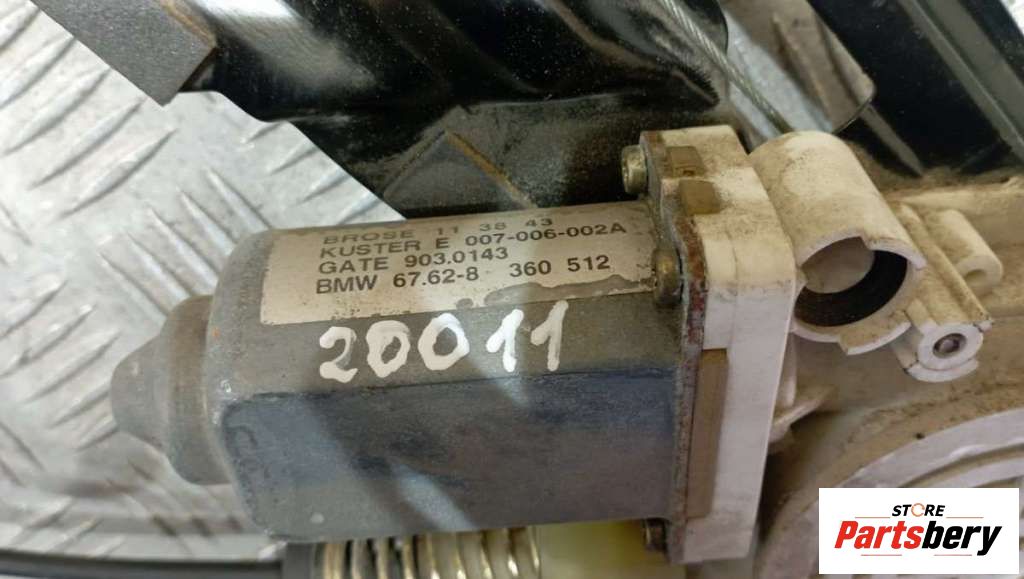 BROSE 11 38 43
KUSTER E 007-006-002A
GATE 903.0143
BMW 67.62-8 360 512
20011
STORE
Partsbery